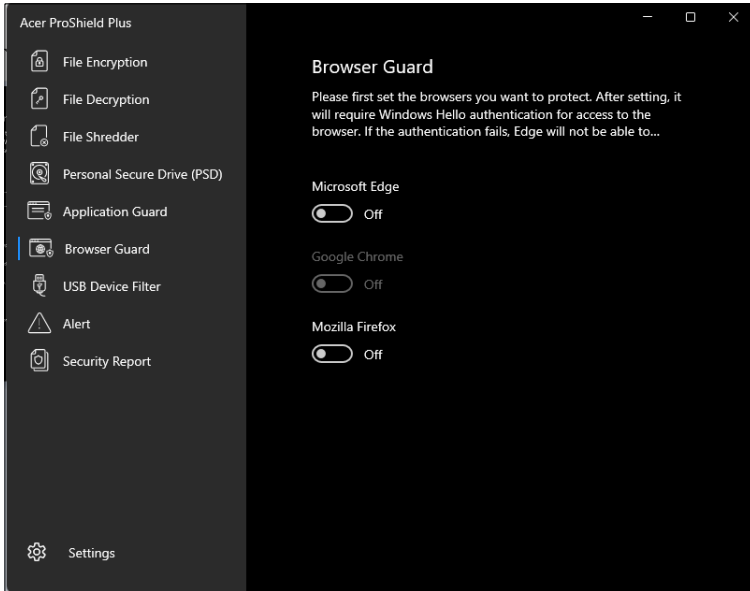 Acer ProShield Plus
File Encryption
File Decryption
File Shredder
Personal Secure Drive (PSD)
Application Guard
Browser Guard
USB Device Filter
Alert
Security Report
Settings
Browser Guard
Please first set the browsers you want to protect. After setting, it
will require Windows Hello authentication for access to the
browser. If the authentication fails, Edge will not be able to...
Microsoft Edge
Off
Google Chrome
Off
Mozilla Firefox
Off